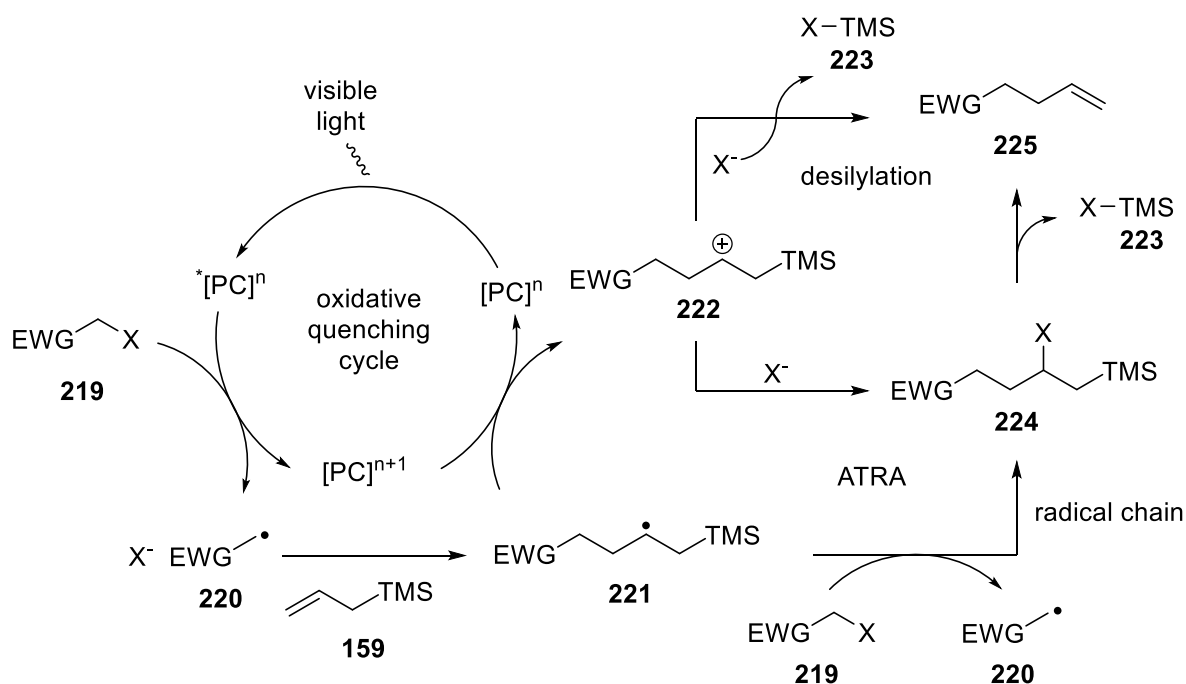 X–TMS
223
visible
light
EWG
225
X-
desilylation
X–TMS
223
*[PC]n
[PC]n
oxidative
quenching
cycle
EWG
+
TMS
222
EWG
X
219
X
X-
EWG
TMS
224
[PC]n+1
ATRA
radical chain
X-
EWG
220
TMS
159
EWG
TMS
221
EWG
X
219
EWG
220